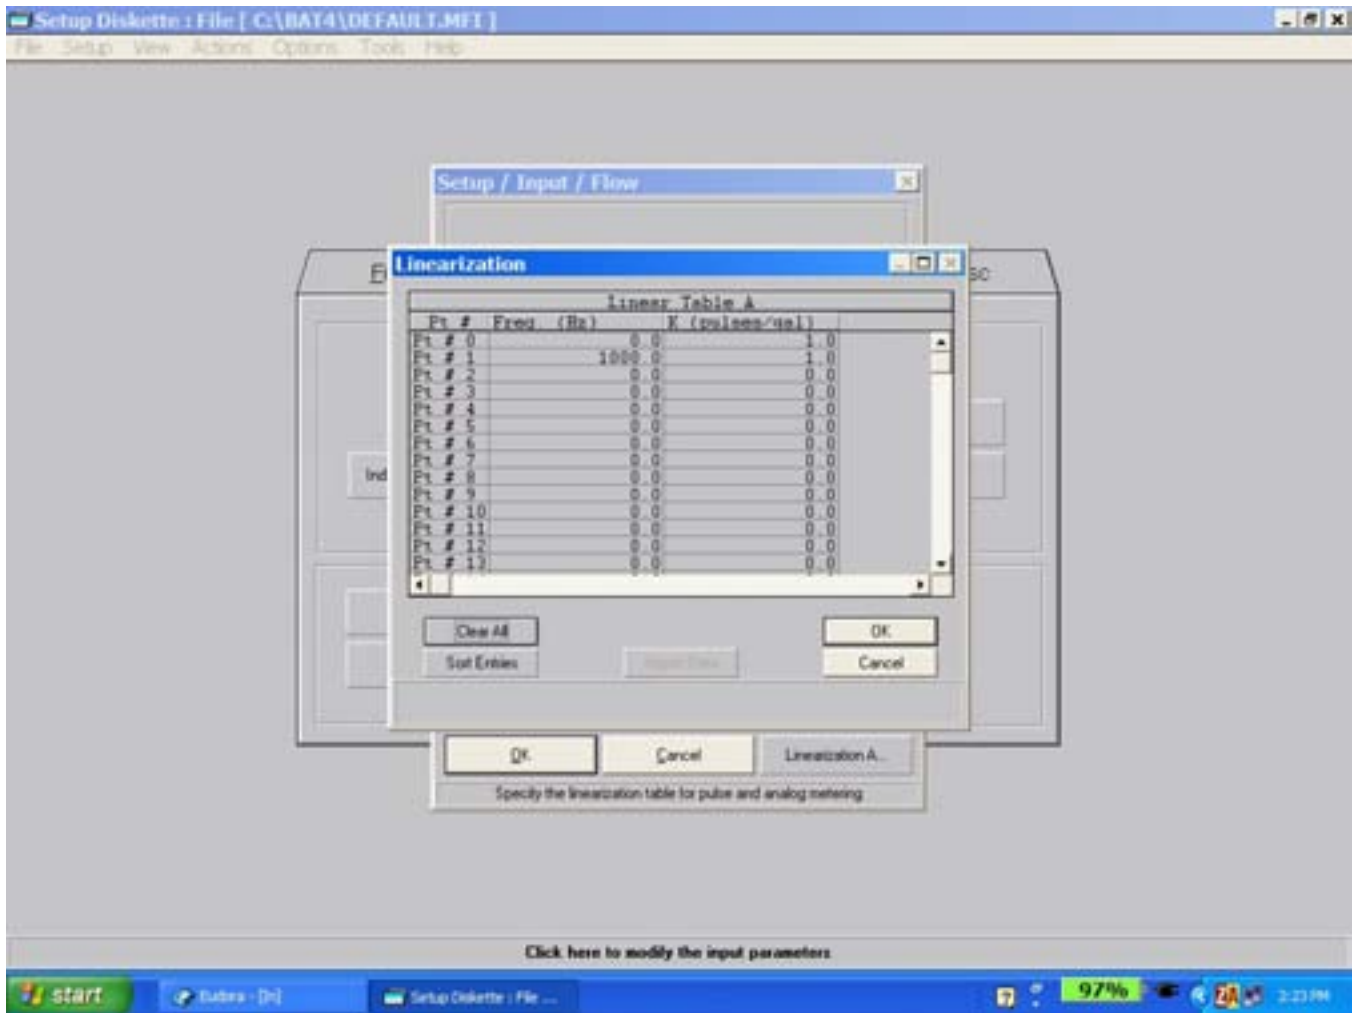 Setup Diskette : File [ C:\BAT4\DEFAULT.MFI ]
File Setup View Actions Options Tools Help
Setup / Input / Flow
Linearization
Linear Table A
Pt # Freq. (Hz) K (pulses/gal)
Pt # 0 0.0 1.0
Pt # 1 1000.0 1.0
Pt # 2 0.0 0.0
Pt # 3 0.0 0.0
Pt # 4 0.0 0.0
Pt # 5 0.0 0.0
Pt # 6 0.0 0.0
Pt # 7 0.0 0.0
Pt # 8 0.0 0.0
Pt # 9 0.0 0.0
Pt # 10 0.0 0.0
Pt # 11 0.0 0.0
Pt # 12 0.0 0.0
Pt # 13 0.0 0.0
Ind
Clear All OK
Sort Entries Cancel
OK Cancel Linearization A...
Specify the linearization table for pulse and analog metering
Click here to modify the input parameters
start Setup Diskette : File ... 97% 2:23 PM